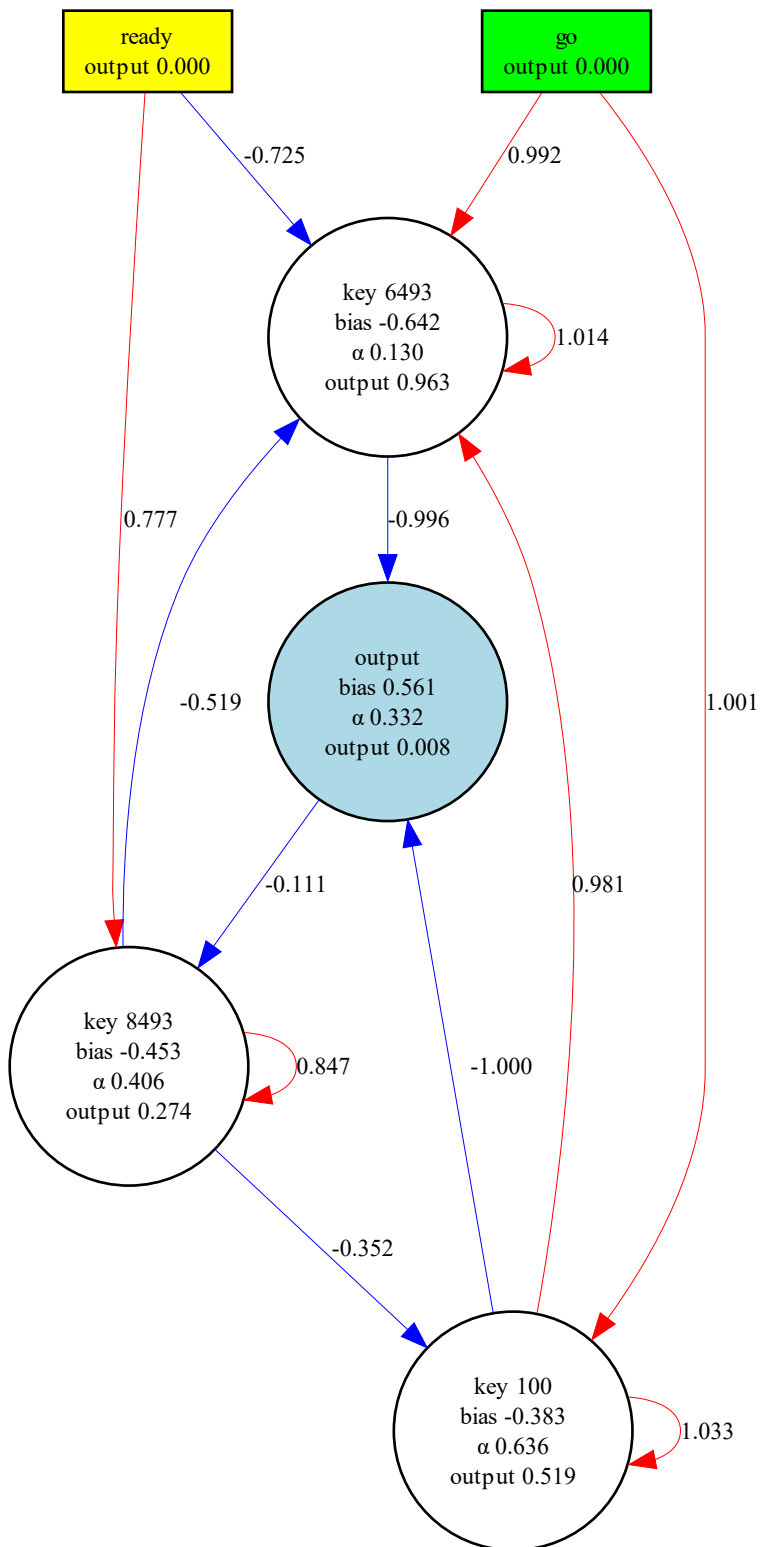 ready
output 0.000
go
output 0.000
-0.725
0.992
key 6493
bias -0.642
α 0.130
output 0.963
1.014
0.777
-0.996
-0.519
output
bias 0.561
α 0.332
output 0.008
1.001
-0.111
0.981
key 8493
bias -0.453
α 0.406
output 0.274
0.847
-1.000
-0.352
key 100
bias -0.383
α 0.636
output 0.519
1.033